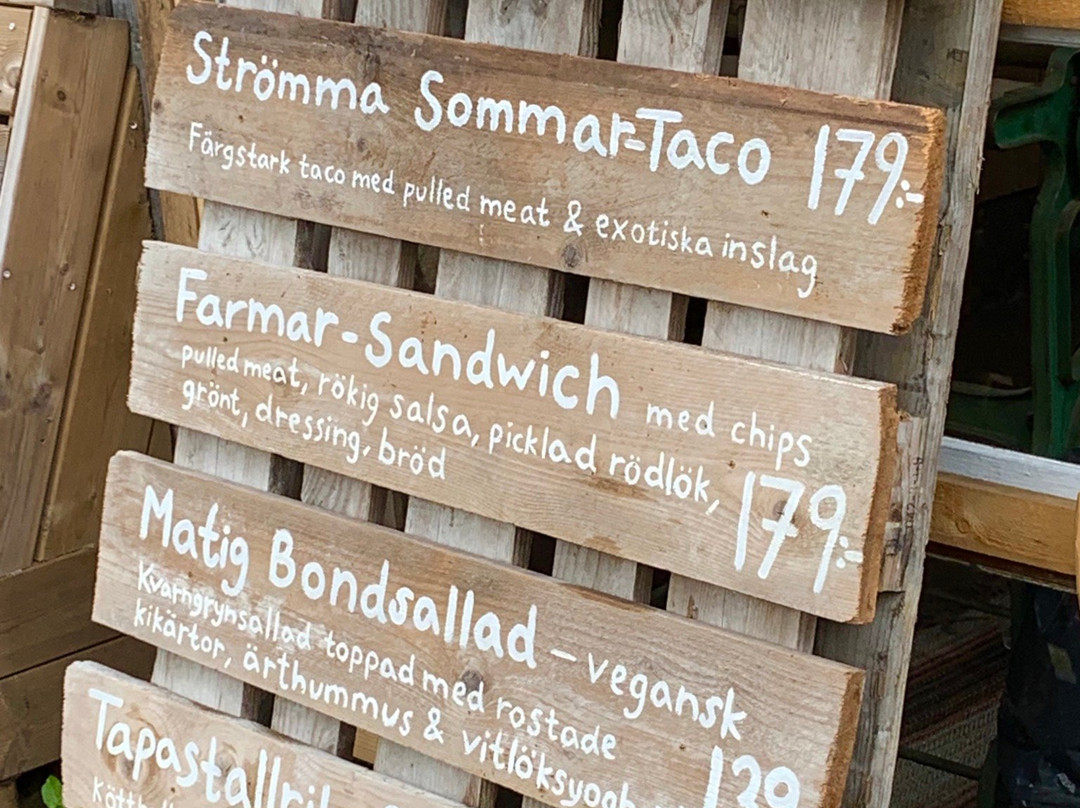 Strömma Sommar-Taco 179:-
Färgstark taco med pulled meat & exotiska inslag
Farmar-Sandwich med chips
pulled meat, rökig salsa, picklad rödlök,
grönt, dressing, bröd 179:-
Matig Bondsallad – vegansk
Kvarngrynsallad toppad med rostade
kikärtor, ärthummus & vitlöksyogh